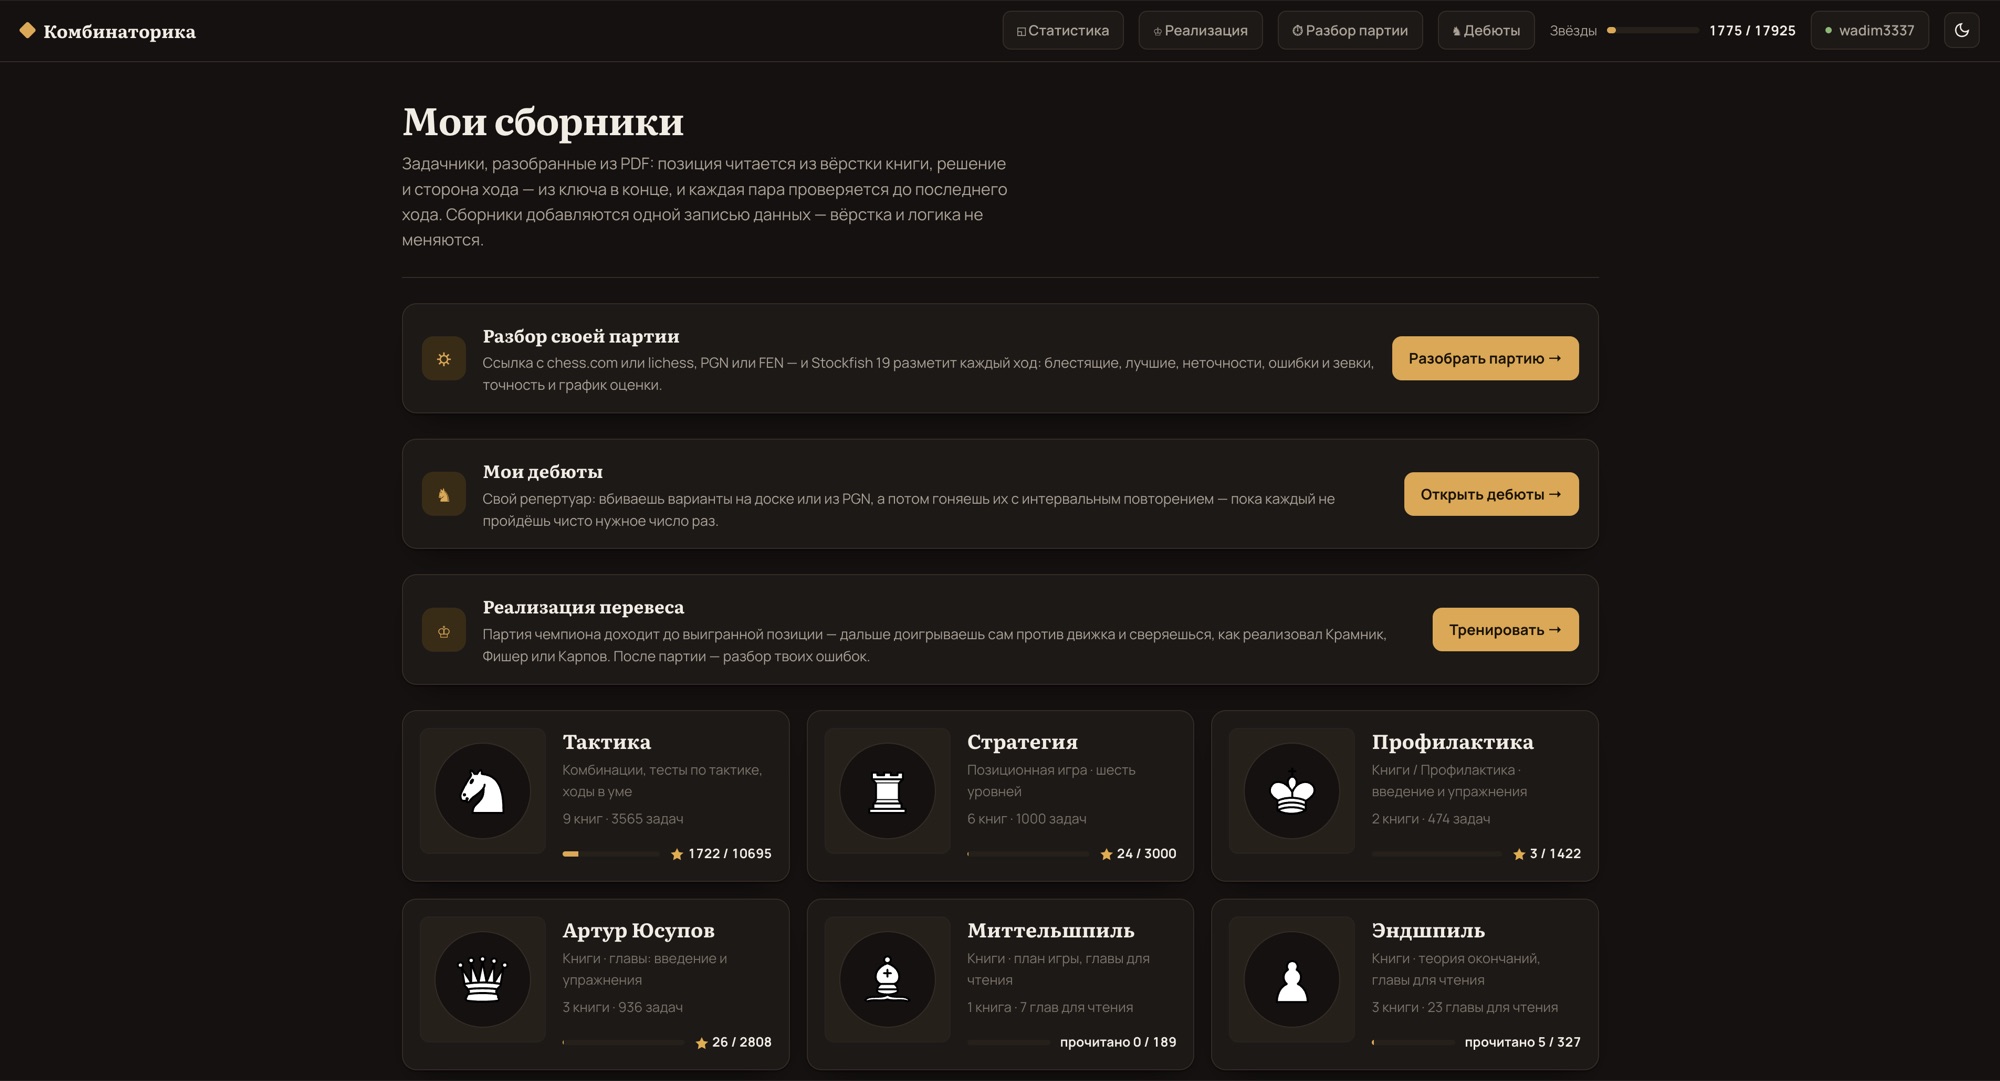 Комбинаторика
Статистика
Реализация
Разбор партии
Дебюты
Звёзды
1775 / 17925
wadim3337
Мои сборники
Задачники, разобранные из PDF: позиция читается из вёрстки книги, решение
и сторона хода — из ключа в конце, и каждая пара проверяется до последнего
хода. Сборники добавляются одной записью данных — вёрстка и логика не
меняются.
Разбор своей партии
Ссылка с chess.com или lichess, PGN или FEN — и Stockfish 19 разметит каждый ход: блестящие, лучшие, неточности, ошибки и зевки,
точность и график оценки.
Разобрать партию →
Мои дебюты
Свой репертуар: вбиваешь варианты на доске или из PGN, а потом гоняешь их с интервальным повторением — пока каждый не
пройдёшь чисто нужное число раз.
Открыть дебюты →
Реализация перевеса
Партия чемпиона доходит до выигранной позиции — дальше доигрываешь сам против движка и сверяешься, как реализовал Крамник,
Фишер или Карпов. После партии — разбор твоих ошибок.
Тренировать →
Тактика
Комбинации, тесты по тактике,
ходы в уме
9 книг · 3565 задач
★ 1722 / 10695
Стратегия
Позиционная игра · шесть
уровней
6 книг · 1000 задач
★ 24 / 3000
Профилактика
Книги / Профилактика ·
введение и упражнения
2 книги · 474 задач
★ 3 / 1422
Артур Юсупов
Книги · главы: введение и
упражнения
3 книги · 936 задач
★ 26 / 2808
Миттельшпиль
Книги · план игры, главы для
чтения
1 книга · 7 глав для чтения
прочитано 0 / 189
Эндшпиль
Книги · теория окончаний,
главы для чтения
3 книги · 23 главы для чтения
прочитано 5 / 327